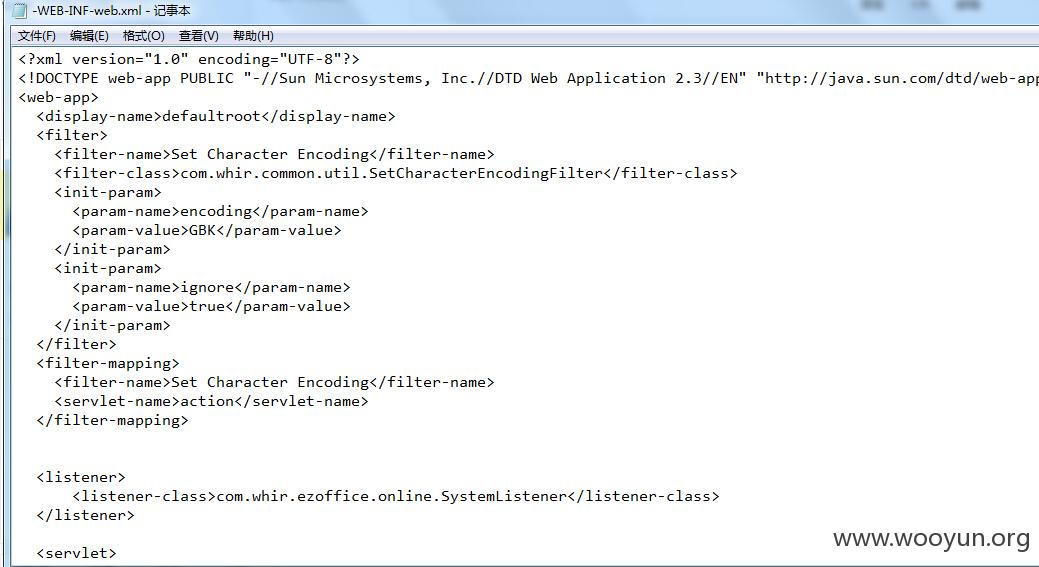 -WEB-INF-web.xml - 记事本
文件(F) 编辑(E) 格式(O) 查看(V) 帮助(H)
<?xml version="1.0" encoding="UTF-8"?>
<!DOCTYPE web-app PUBLIC "-//Sun Microsystems, Inc.//DTD Web Application 2.3//EN" "http://java.sun.com/dtd/web-app
<web-app>
  <display-name>defaultroot</display-name>
  <filter>
    <filter-name>Set Character Encoding</filter-name>
    <filter-class>com.whir.common.util.SetCharacterEncodingFilter</filter-class>
    <init-param>
      <param-name>encoding</param-name>
      <param-value>GBK</param-value>
    </init-param>
    <init-param>
      <param-name>ignore</param-name>
      <param-value>true</param-value>
    </init-param>
  </filter>
  <filter-mapping>
    <filter-name>Set Character Encoding</filter-name>
    <servlet-name>action</servlet-name>
  </filter-mapping>
  <listener>
      <listener-class>com.whir.ezoffice.online.SystemListener</listener-class>
  </listener>
  <servlet>
www.wooyun.org